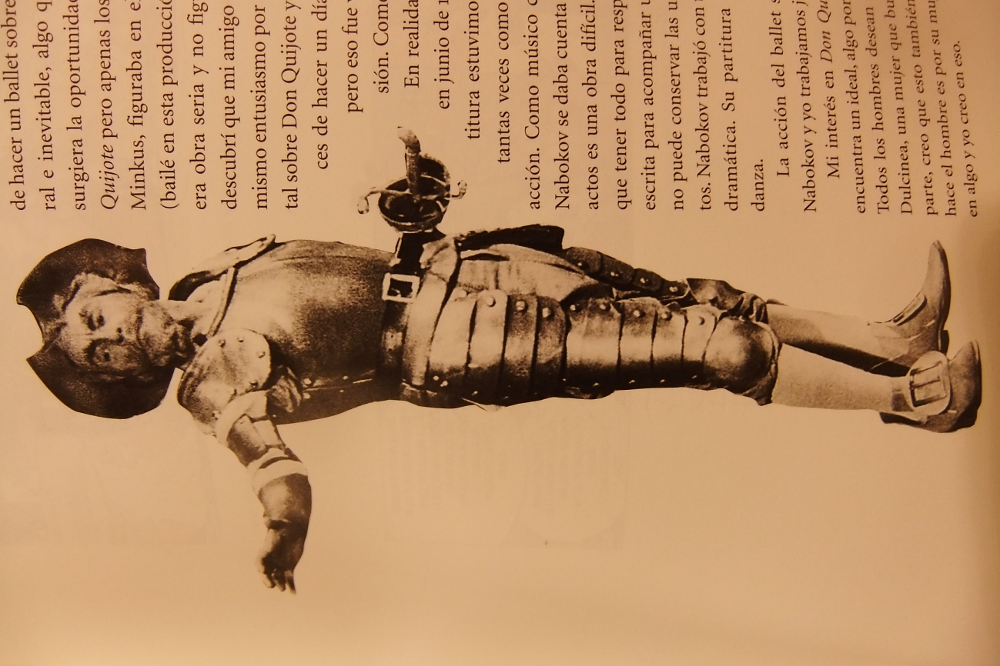 de hacer un ballet sobre
ral e inevitable, algo q
surgiera la oportunidad
Quijote pero apenas los
Minkus, figuraba en e
(bailé en esta producció
era obra seria y no fig
descubrí que mi amigo
mismo entusiasmo por
tal sobre Don Quijote y
ces de hacer un día
pero eso fue
sión. Como
En realida
en junio de
titura estuvimo
tantas veces como
acción. Como músico
Nabokov se daba cuenta
actos es una obra difícil.
que tener todo para resp
escrita para acompañar
no puede conservar las
tos. Nabokov trabajó con
dramática. Su partitura
danza.
La acción del ballet s
Nabokov y yo trabajamos j
Mi interés en Don Qu
encuentra un ideal, algo por
Todos los hombres desean
Dulcinea, una mujer que bu
parte, creo que esto también
hace el hombre es por su muj
en algo y yo creo en eso.